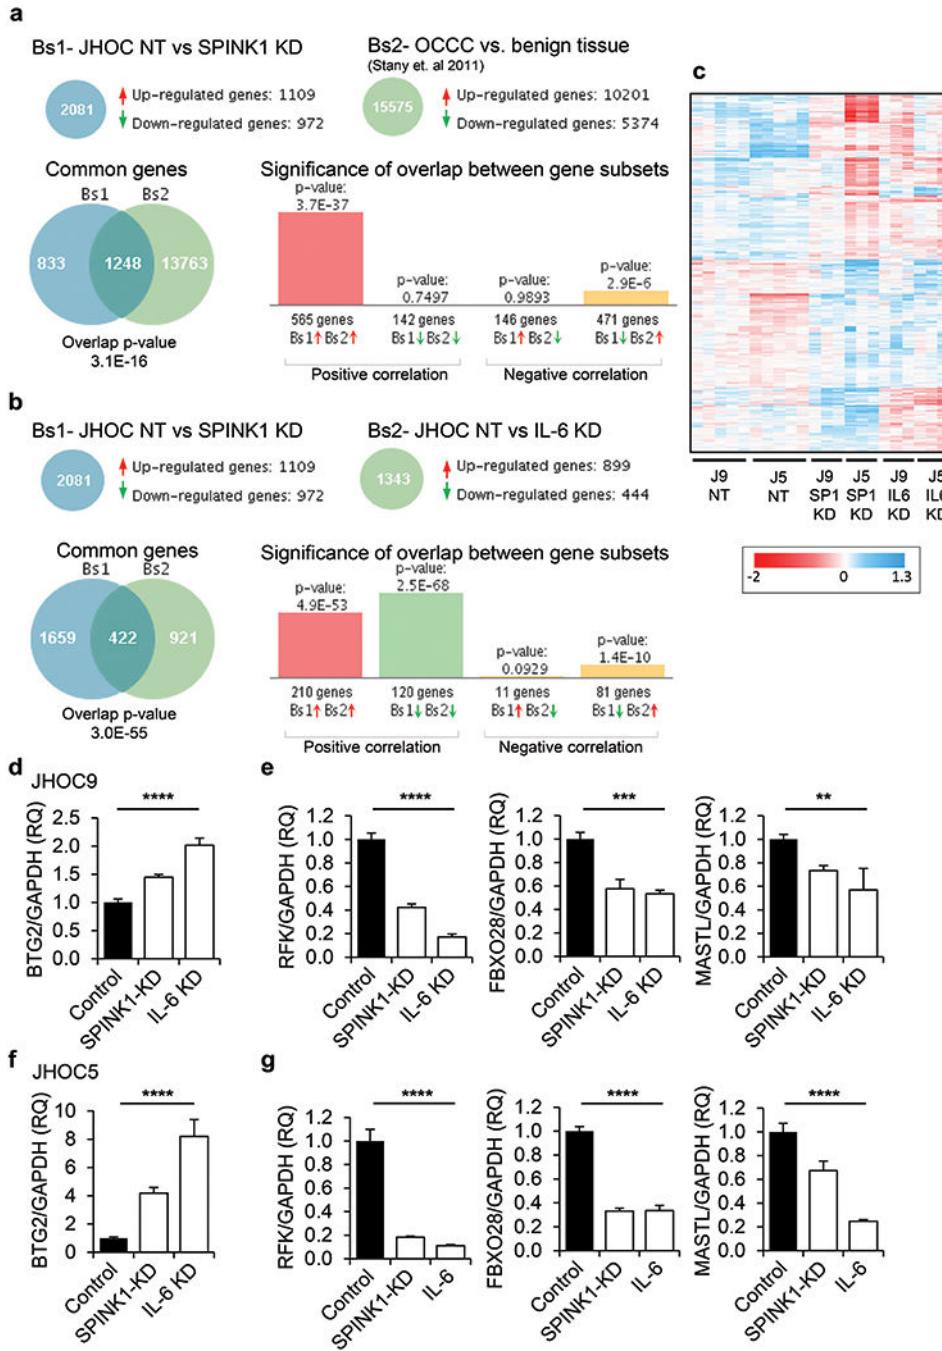 a
Bs1- JHOC NT vs SPINK1 KD
2081
Up-regulated genes: 1109
Down-regulated genes: 972
Bs2- OCCC vs. benign tissue
(Stany et. al 2011)
15575
Up-regulated genes: 10201
Down-regulated genes: 5374
Common genes
Bs1 Bs2
833 1248 13763
Overlap p-value
3.1E-16
Significance of overlap between gene subsets
p-value:
3.7E-37
p-value:
0.7497
p-value:
0.9893
p-value:
2.9E-6
565 genes 142 genes 146 genes 471 genes
Bs1↑ Bs2↑ Bs1↓ Bs2↓ Bs1↑ Bs2↓ Bs1↓ Bs2↑
Positive correlation Negative correlation
b
Bs1- JHOC NT vs SPINK1 KD
2081
Up-regulated genes: 1109
Down-regulated genes: 972
Bs2- JHOC NT vs IL-6 KD
1343
Up-regulated genes: 899
Down-regulated genes: 444
Common genes
Bs1 Bs2
1659 422 921
Overlap p-value
3.0E-55
Significance of overlap between gene subsets
p-value:
4.9E-53
p-value:
2.5E-68
p-value:
0.0929
p-value:
1.4E-10
210 genes 120 genes 11 genes 81 genes
Bs1↑ Bs2↑ Bs1↓ Bs2↓ Bs1↑ Bs2↓ Bs1↓ Bs2↑
Positive correlation Negative correlation
c
J9 J5 J9 J5 J9 J5
NT NT SP1 SP1 IL6 IL6
KD KD KD KD
-2 0 1.3
d
JHOC9
BTG2/GAPDH (RQ)
2.5
2.0
1.5
1.0
0.5
0.0
****
Control
SPINK1-KD
IL-6 KD
e
RFK/GAPDH (RQ)
1.2
1.0
0.8
0.6
0.4
0.2
0.0
****
Control
SPINK1-KD
IL-6 KD
FBXO28/GAPDH (RQ)
1.2
1.0
0.8
0.6
0.4
0.2
0.0
***
Control
SPINK1-KD
IL-6 KD
MASTL/GAPDH (RQ)
1.2
1.0
0.8
0.6
0.4
0.2
0.0
**
Control
SPINK1-KD
IL-6 KD
f
JHOC5
BTG2/GAPDH (RQ)
10
8
6
4
2
0
****
Control
SPINK1-KD
IL-6 KD
g
RFK/GAPDH (RQ)
1.2
1.0
0.8
0.6
0.4
0.2
0.0
****
Control
SPINK1-KD
IL-6
FBXO28/GAPDH (RQ)
1.2
1.0
0.8
0.6
0.4
0.2
0.0
****
Control
SPINK1-KD
IL-6
MASTL/GAPDH (RQ)
1.2
1.0
0.8
0.6
0.4
0.2
0.0
****
Control
SPINK1-KD
IL-6